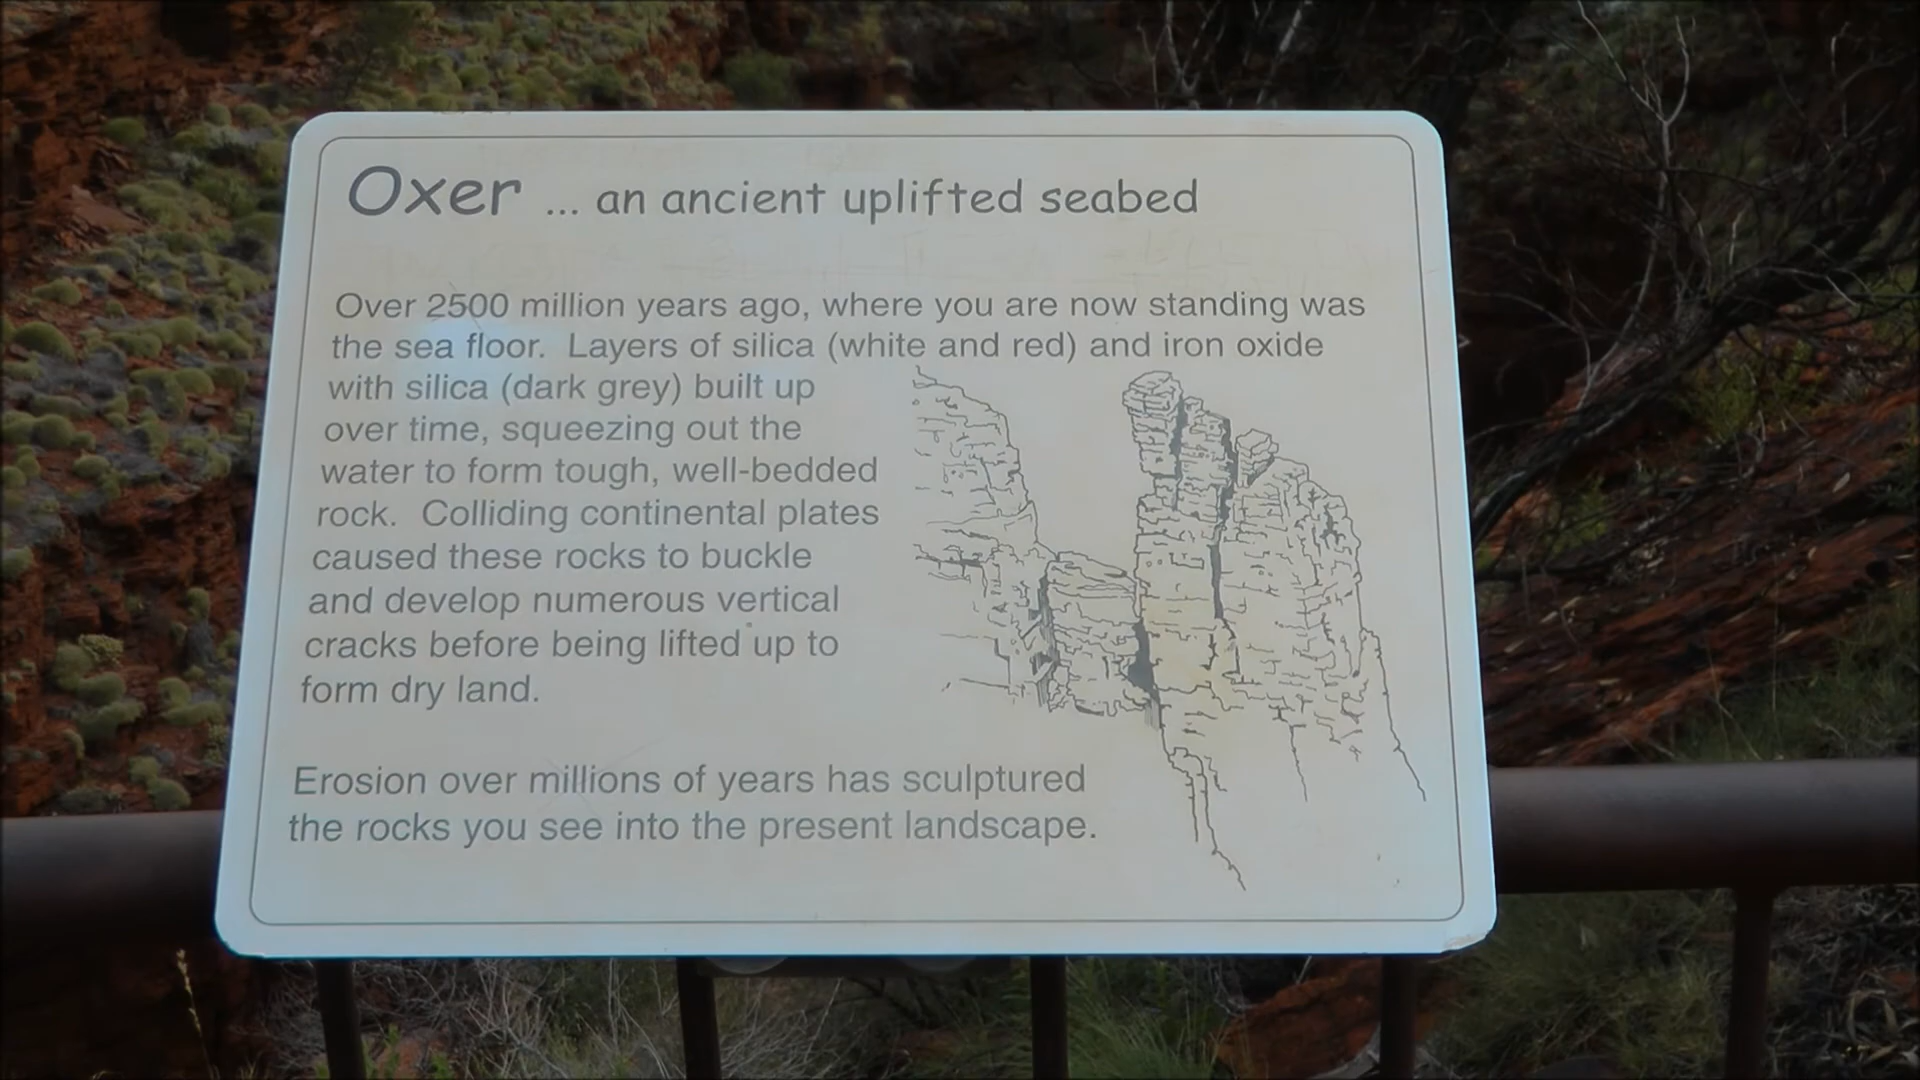 Oxer ... an ancient uplifted seabed
Over 2500 million years ago, where you are now standing was
the sea floor. Layers of silica (white and red) and iron oxide
with silica (dark grey) built up
over time, squeezing out the
water to form tough, well-bedded
rock. Colliding continental plates
caused these rocks to buckle
and develop numerous vertical
cracks before being lifted up to
form dry land.
Erosion over millions of years has sculptured
the rocks you see into the present landscape.